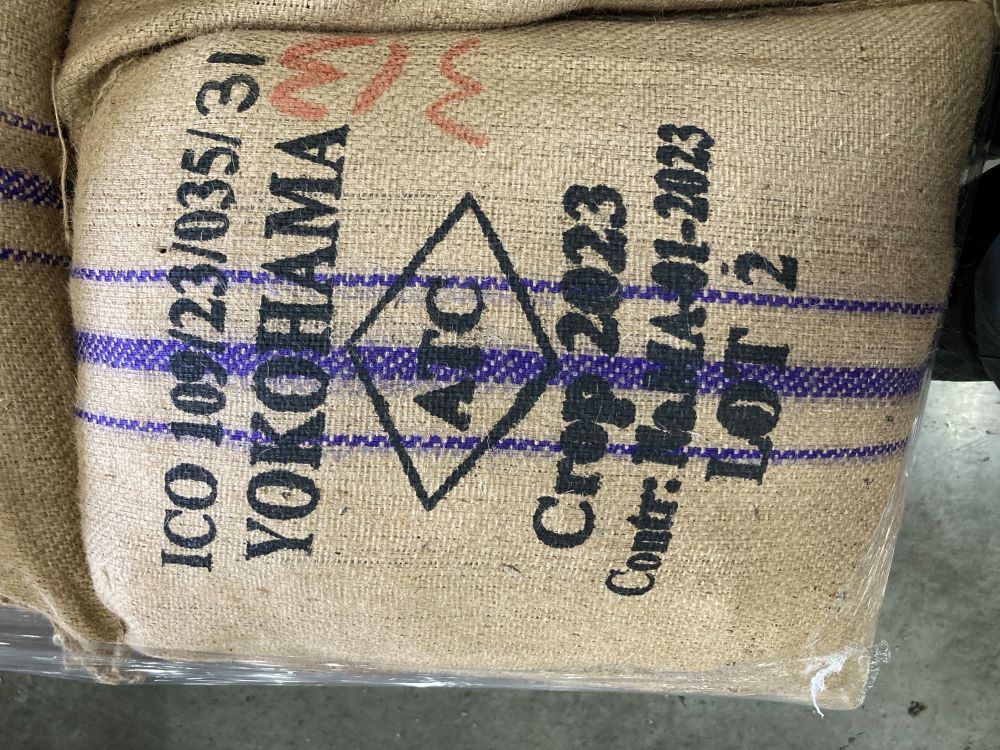 ICO 109/23/035/31
YOKOHAMA
ATC
Crop 2023
Contr:
LOT 2